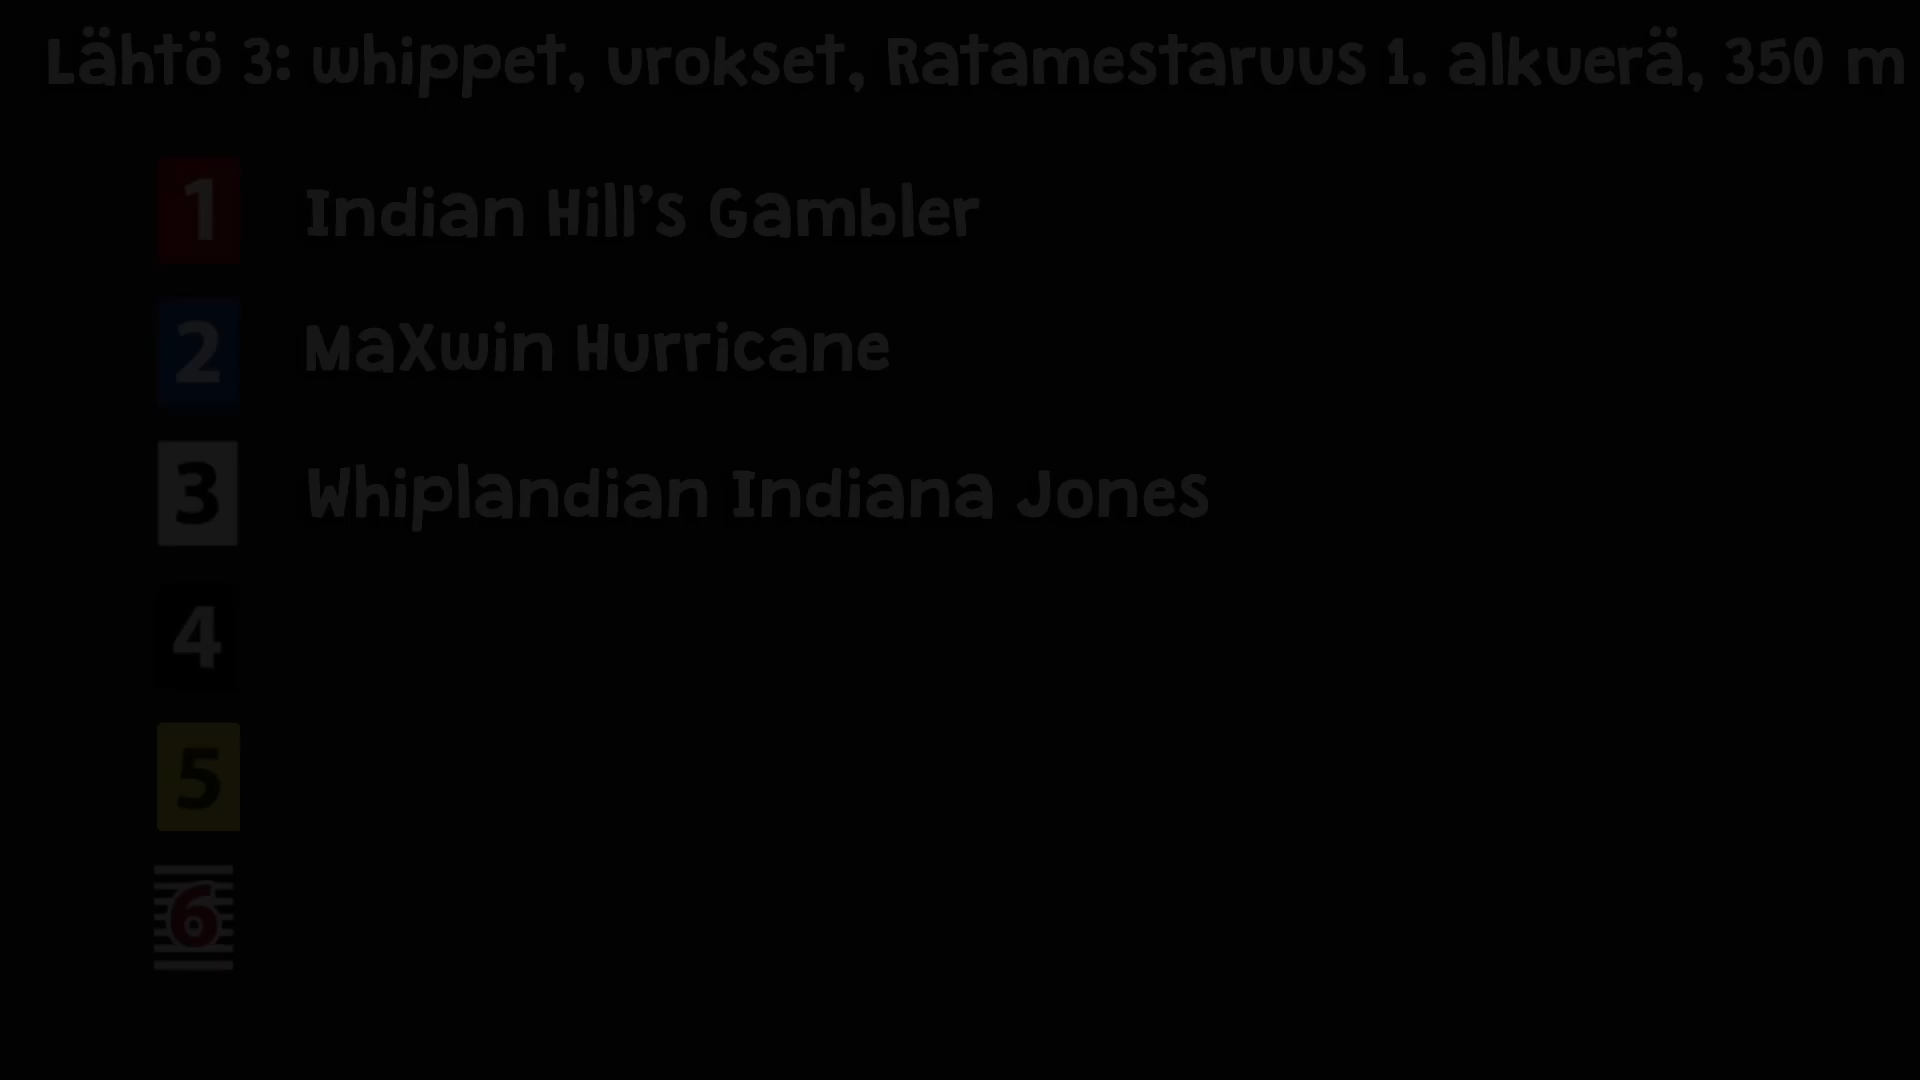 Lähtö 3: whippet, urokset, Ratamestaruus 1. alkuerä, 350 m
1 Indian Hill's Gambler
2 MaXwin Hurricane
3 Whiplandian Indiana Jones
4
5
6